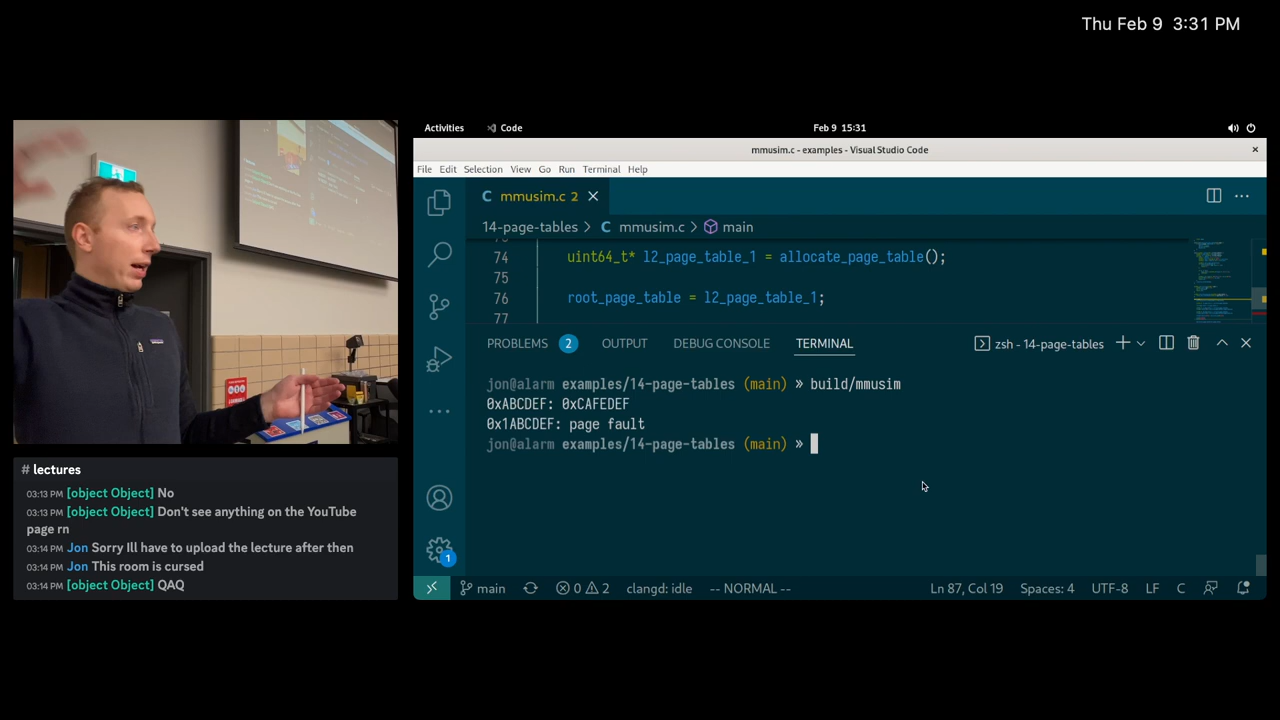 Thu Feb 9 3:31 PM
Activities Code Feb 9 15:31
mmusim.c - examples - Visual Studio Code
File Edit Selection View Go Run Terminal Help
C mmusim.c 2
14-page-tables > C mmusim.c > main
74 uint64_t* l2_page_table_1 = allocate_page_table();
75
76 root_page_table = l2_page_table_1;
77
PROBLEMS 2 OUTPUT DEBUG CONSOLE TERMINAL zsh - 14-page-tables
jon@alarm examples/14-page-tables (main) » build/mmusim
0xABCDEF: 0xCAFEDEF
0x1ABCDEF: page fault
jon@alarm examples/14-page-tables (main) »
1
main 0 2 clangd: idle -- NORMAL -- Ln 87, Col 19 Spaces: 4 UTF-8 LF C
# lectures
03:13 PM [object Object] No
03:13 PM [object Object] Don't see anything on the YouTube
page rn
03:14 PM Jon Sorry Ill have to upload the lecture after then
03:14 PM Jon This room is cursed
03:14 PM [object Object] QAQ